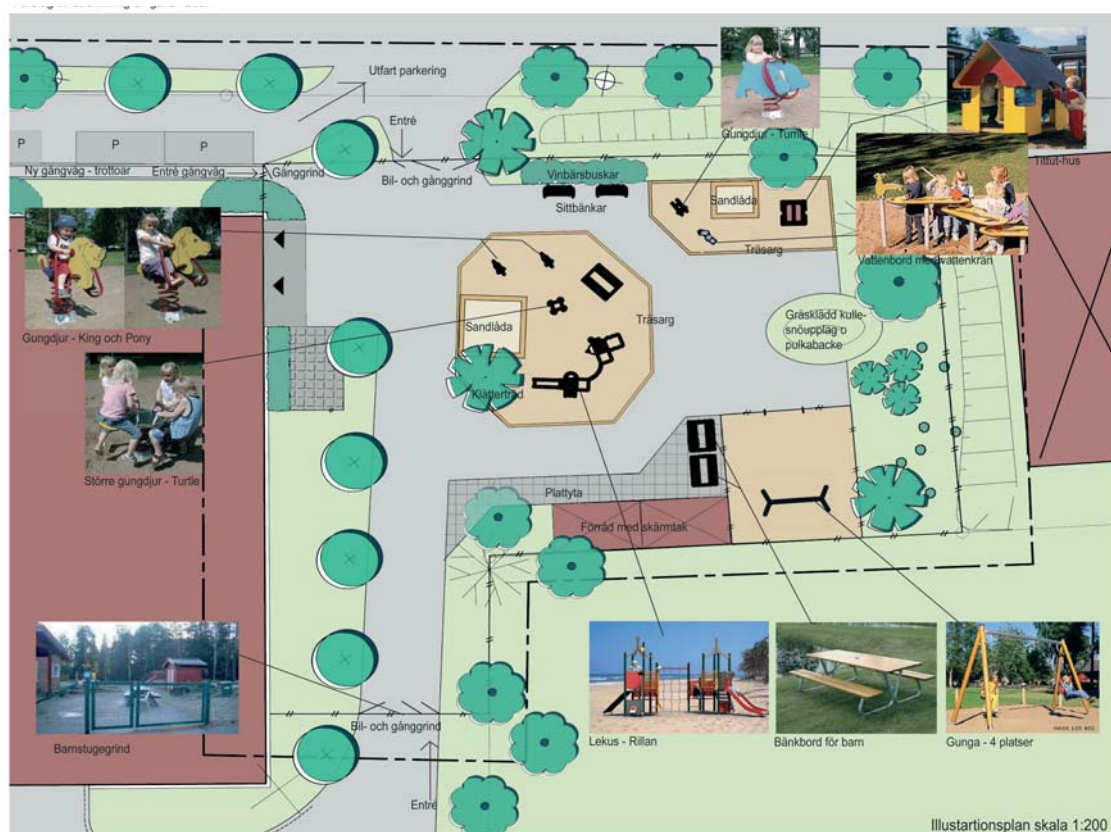 Utfart parkering
Entré
Gungdjur - Turtle
Tittut-hus
P
P
P
Ny gångväg - trottoar
Entré gångväg
Gånggrind
Bil- och gånggrind
Vinbärsbuskar
Sittbänkar
Sandlåda
Träsarg
Vattenbord med vattenkran
Gungdjur - King och Pony
Sandlåda
Träsarg
Gräsklädd kulle-
snöupplag o
pulkabacke
Klätterträd
Större gungdjur - Turtle
Plattyta
Förråd med skärmtak
Barnstugegrind
Bil- och gånggrind
Entré
Lekus - Rillan
Bänkbord för barn
Gunga - 4 platser
Illustartionsplan skala 1:200